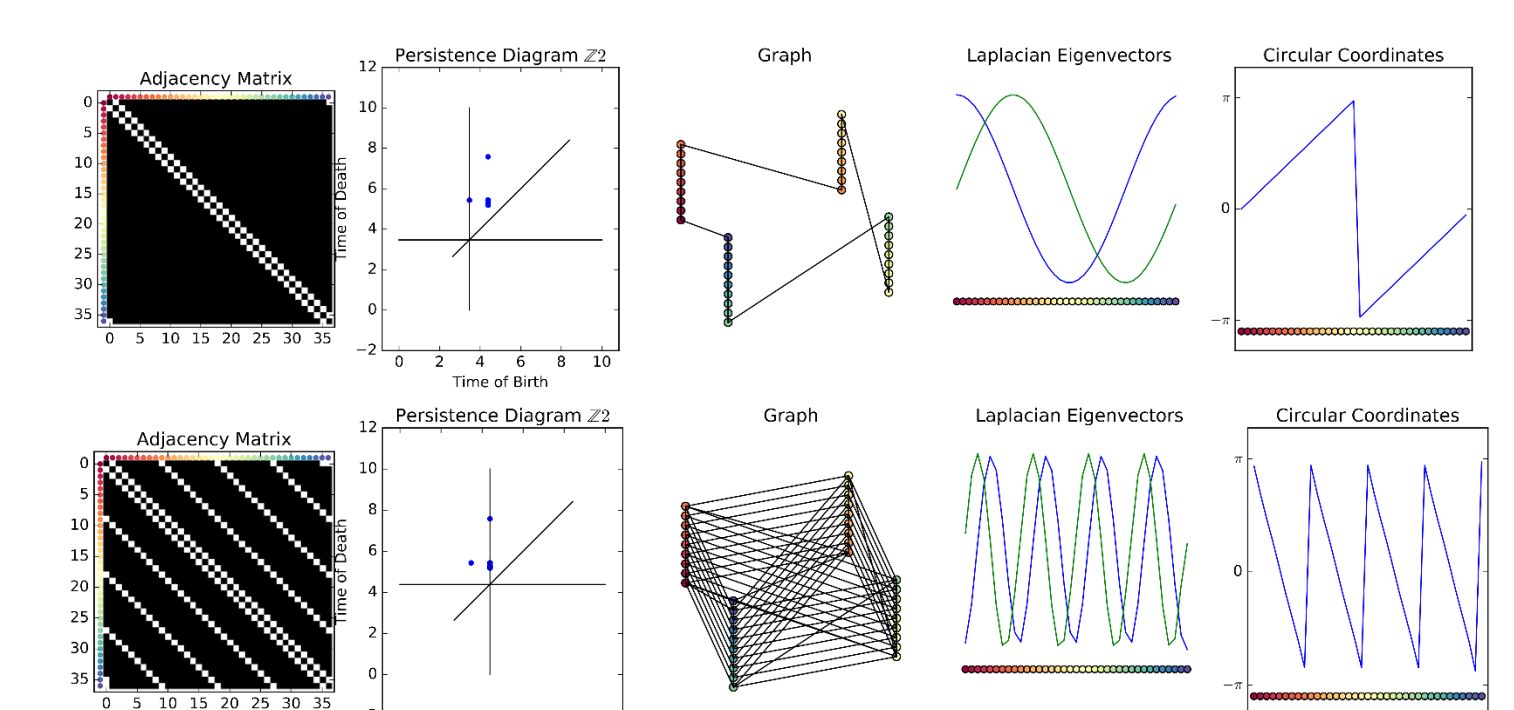 Persistence Diagram ℤ2
Graph
Laplacian Eigenvectors
Circular Coordinates
Adjacency Matrix
12
10
8
6
4
2
0
−2
0
5
10
15
20
25
30
35
0 5 10 15 20 25 30 35
Time of Death
0 2 4 6 8 10
Time of Birth
π
0
−π
Persistence Diagram ℤ2
Graph
Laplacian Eigenvectors
Circular Coordinates
Adjacency Matrix
12
10
8
6
4
2
0
0
5
10
15
20
25
30
35
0 5 10 15 20 25 30 35
Time of Death
π
0
−π